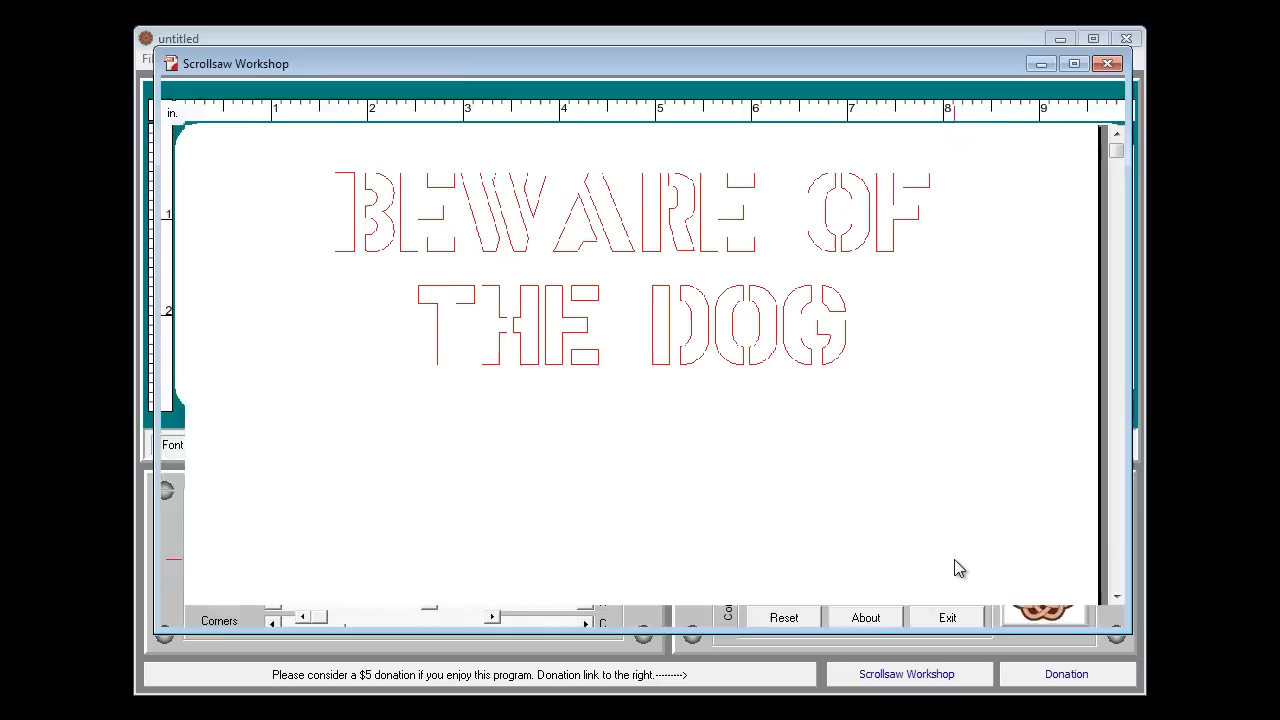 untitled
Fi
Scrollsaw Workshop
in.
1 2 3 4 5 6 7 8 9
1
2
BEWARE OF
THE DOG
Font
Corners
Reset About Exit
Please consider a $5 donation if you enjoy this program. Donation link to the right.-------->
Scrollsaw Workshop
Donation